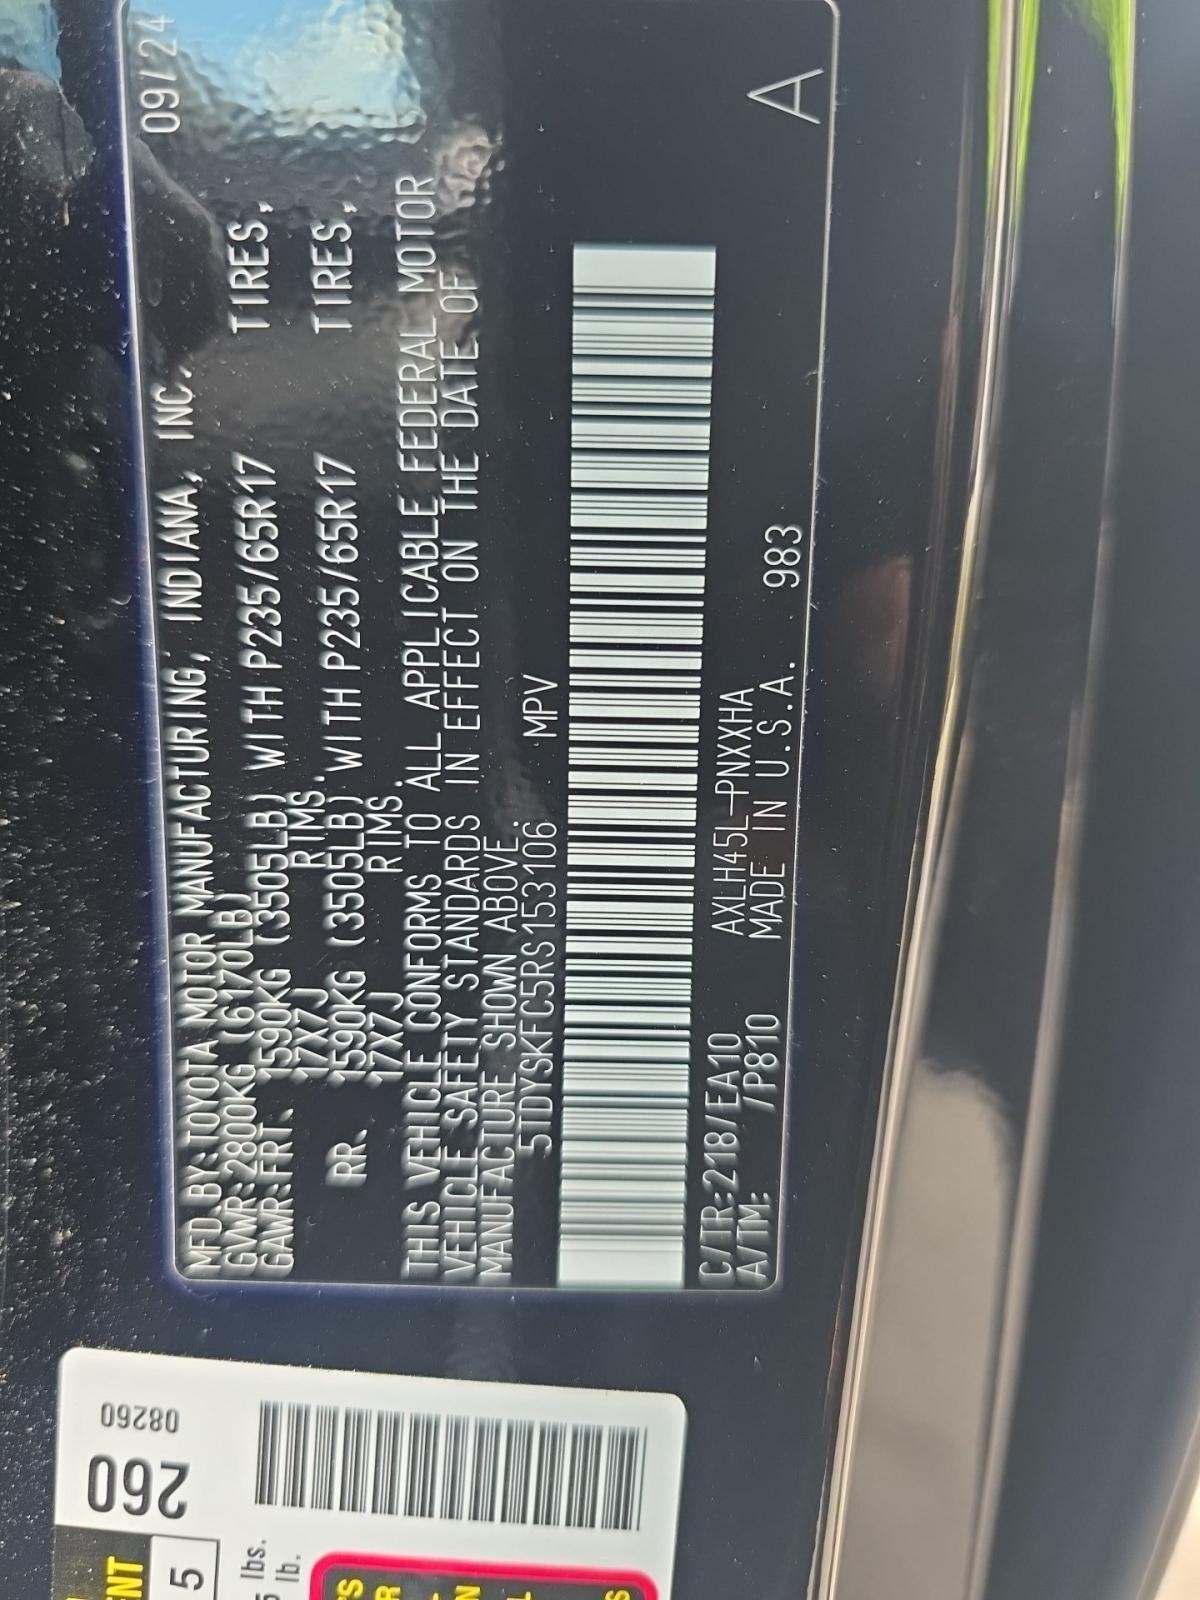 MFD. BY: TOYOTA MOTOR MANUFACTURING, INDIANA, INC. 09/24
GVWR: 2800KG (6170LB)
GAWR: FRT. 1590KG (3505LB) WITH P235/65R17 TIRES,
17X7J RIMS.
RR. 1590KG (3505LB) WITH P235/65R17 TIRES,
17X7J RIMS.
THIS VEHICLE CONFORMS TO ALL APPLICABLE FEDERAL MOTOR
VEHICLE SAFETY STANDARDS IN EFFECT ON THE DATE OF
MANUFACTURE SHOWN ABOVE.
5TDYSKFC5RS153106 MPV
C/TR: 218/EA10 AXLH45L-PNXXHA
A/TM: /P810 MADE IN U.S.A. 983 A
08260
260
5
lbs.
lb.